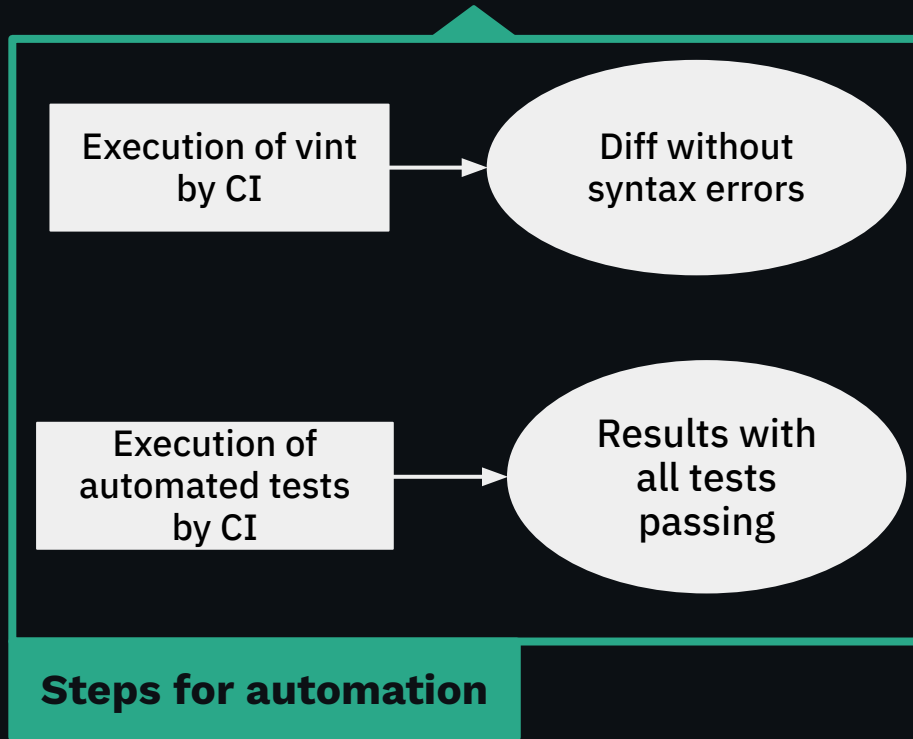 Execution of vint
by CI
Diff without
syntax errors
Execution of
automated tests
by CI
Results with
all tests
passing
Steps for automation